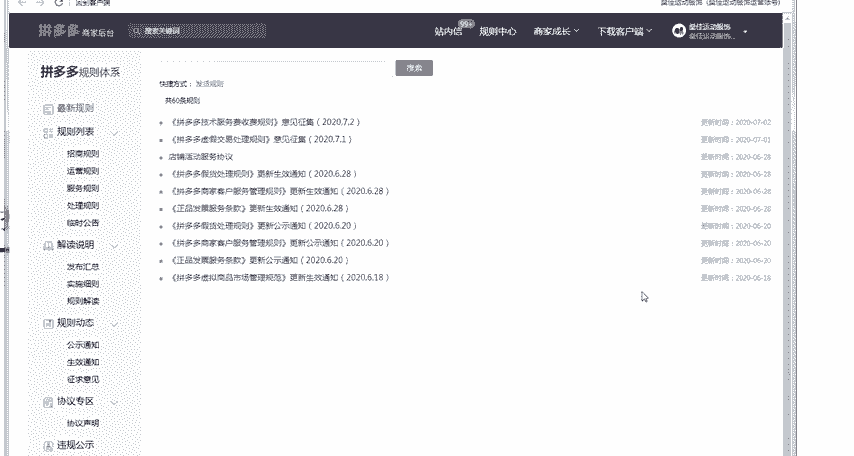 返回客户端
拼多多 商家后台
搜索关键词
站内信
99+
规则中心
商家成长
下载客户端
拼多多规则体系
最新规则
规则列表
招商规则
运营规则
服务规则
处理规则
临时公告
解读说明
发布汇总
实施细则
规则解读
规则动态
公示通知
生效通知
征求意见
协议专区
协议声明
违规公示
搜索
快捷方式： 发货规则
共60条规则
《拼多多技术服务费收费规则》意见征集（2020.7.2） 更新时间：2020-07-02
《拼多多虚假交易处理规则》意见征集（2020.7.1） 更新时间：2020-07-01
店铺活动服务协议 更新时间：2020-06-28
《拼多多假货处理规则》更新生效通知（2020.6.28） 更新时间：2020-06-28
《拼多多商家客户服务管理规则》更新生效通知（2020.6.28） 更新时间：2020-06-28
《正品发票服务条款》更新生效通知（2020.6.28） 更新时间：2020-06-28
《拼多多假货处理规则》更新公示通知（2020.6.20） 更新时间：2020-06-20
《拼多多商家客户服务管理规则》更新公示通知（2020.6.20） 更新时间：2020-06-20
《正品发票服务条款》更新公示通知（2020.6.20） 更新时间：2020-06-20
《拼多多虚拟商品市场管理规范》更新生效通知（2020.6.18） 更新时间：2020-06-18